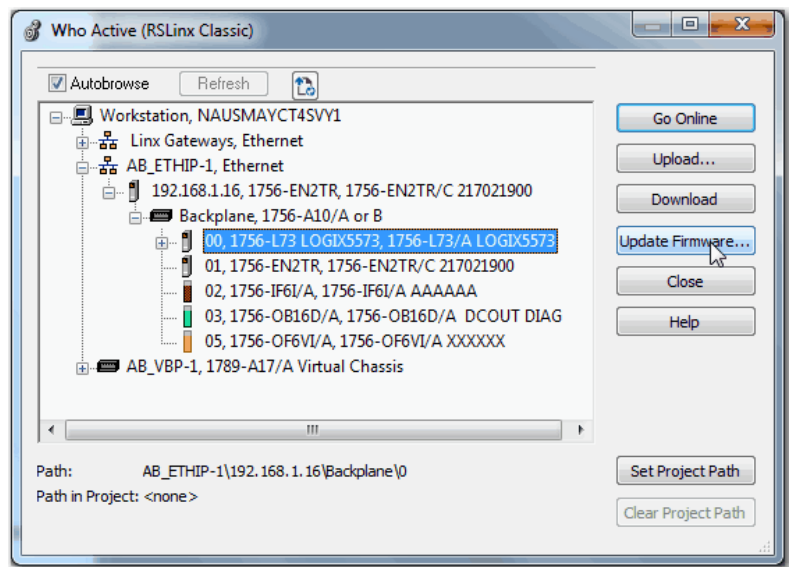 Who Active (RSLinx Classic)
Autobrowse
Refresh
Workstation, NAUSMAYCT4SVY1
Linx Gateways, Ethernet
AB_ETHIP-1, Ethernet
192.168.1.16, 1756-EN2TR, 1756-EN2TR/C 217021900
Backplane, 1756-A10/A or B
00, 1756-L73 LOGIX5573, 1756-L73/A LOGIX5573
01, 1756-EN2TR, 1756-EN2TR/C 217021900
02, 1756-IF6I/A, 1756-IF6I/A AAAAAA
03, 1756-OB16D/A, 1756-OB16D/A  DCOUT DIAG
05, 1756-OF6VI/A, 1756-OF6VI/A XXXXXX
AB_VBP-1, 1789-A17/A Virtual Chassis
Go Online
Upload...
Download
Update Firmware...
Close
Help
Path: AB_ETHIP-1\192.168.1.16\Backplane\0
Path in Project: <none>
Set Project Path
Clear Project Path